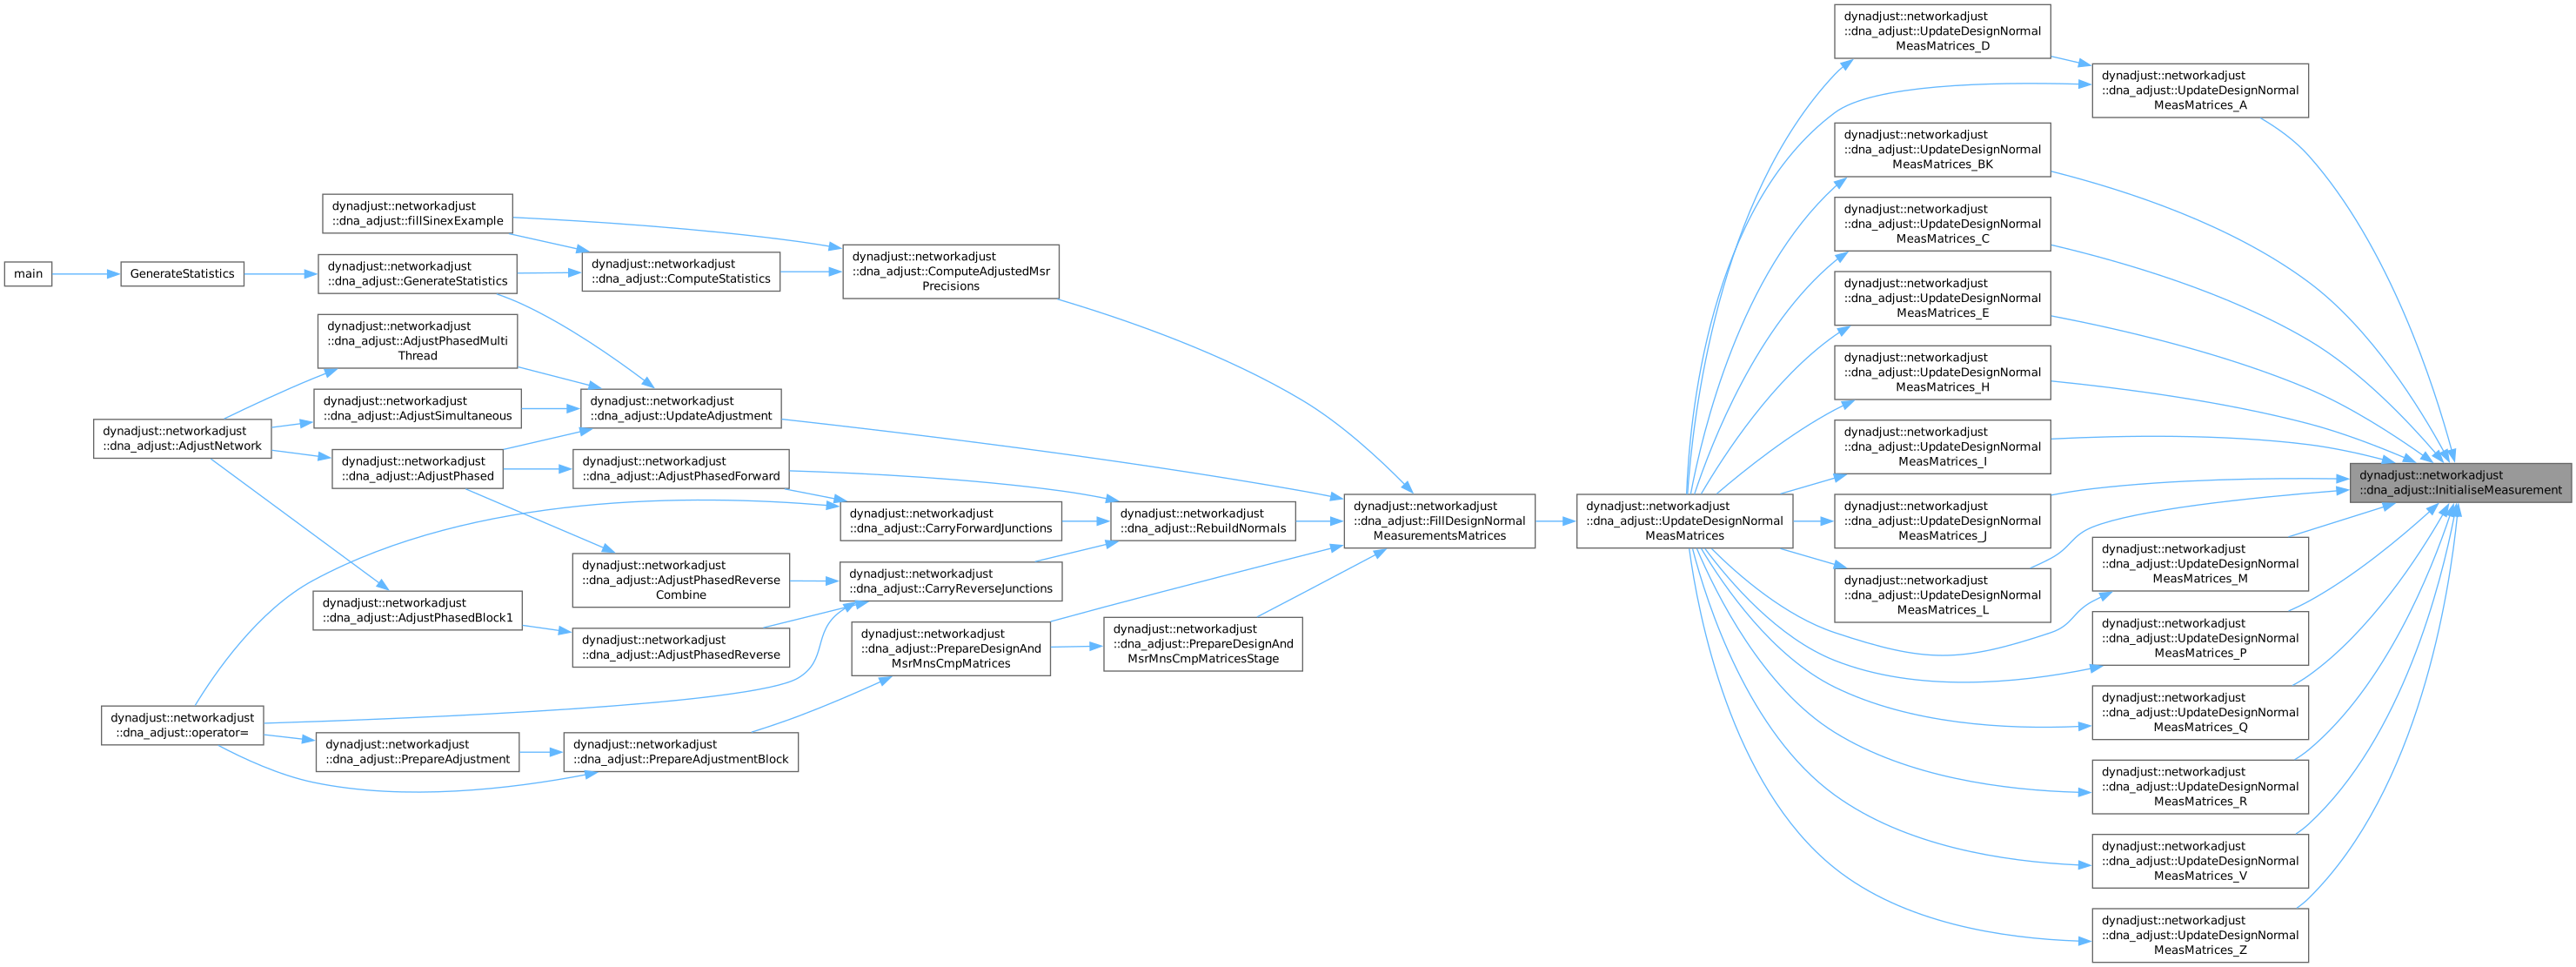 main
GenerateStatistics
dynadjust::networkadjust
::dna_adjust::AdjustNetwork
dynadjust::networkadjust
::dna_adjust::operator=
dynadjust::networkadjust
::dna_adjust::fillSinexExample
dynadjust::networkadjust
::dna_adjust::GenerateStatistics
dynadjust::networkadjust
::dna_adjust::AdjustPhasedMulti
Thread
dynadjust::networkadjust
::dna_adjust::AdjustSimultaneous
dynadjust::networkadjust
::dna_adjust::AdjustPhased
dynadjust::networkadjust
::dna_adjust::AdjustPhasedBlock1
dynadjust::networkadjust
::dna_adjust::PrepareAdjustment
dynadjust::networkadjust
::dna_adjust::ComputeStatistics
dynadjust::networkadjust
::dna_adjust::UpdateAdjustment
dynadjust::networkadjust
::dna_adjust::AdjustPhasedForward
dynadjust::networkadjust
::dna_adjust::AdjustPhasedReverse
Combine
dynadjust::networkadjust
::dna_adjust::AdjustPhasedReverse
dynadjust::networkadjust
::dna_adjust::PrepareAdjustmentBlock
dynadjust::networkadjust
::dna_adjust::ComputeAdjustedMsr
Precisions
dynadjust::networkadjust
::dna_adjust::CarryForwardJunctions
dynadjust::networkadjust
::dna_adjust::CarryReverseJunctions
dynadjust::networkadjust
::dna_adjust::PrepareDesignAnd
MsrMnsCmpMatrices
dynadjust::networkadjust
::dna_adjust::RebuildNormals
dynadjust::networkadjust
::dna_adjust::PrepareDesignAnd
MsrMnsCmpMatricesStage
dynadjust::networkadjust
::dna_adjust::FillDesignNormal
MeasurementsMatrices
dynadjust::networkadjust
::dna_adjust::UpdateDesignNormal
MeasMatrices
dynadjust::networkadjust
::dna_adjust::UpdateDesignNormal
MeasMatrices_D
dynadjust::networkadjust
::dna_adjust::UpdateDesignNormal
MeasMatrices_BK
dynadjust::networkadjust
::dna_adjust::UpdateDesignNormal
MeasMatrices_C
dynadjust::networkadjust
::dna_adjust::UpdateDesignNormal
MeasMatrices_E
dynadjust::networkadjust
::dna_adjust::UpdateDesignNormal
MeasMatrices_H
dynadjust::networkadjust
::dna_adjust::UpdateDesignNormal
MeasMatrices_I
dynadjust::networkadjust
::dna_adjust::UpdateDesignNormal
MeasMatrices_J
dynadjust::networkadjust
::dna_adjust::UpdateDesignNormal
MeasMatrices_L
dynadjust::networkadjust
::dna_adjust::UpdateDesignNormal
MeasMatrices_A
dynadjust::networkadjust
::dna_adjust::UpdateDesignNormal
MeasMatrices_M
dynadjust::networkadjust
::dna_adjust::UpdateDesignNormal
MeasMatrices_P
dynadjust::networkadjust
::dna_adjust::UpdateDesignNormal
MeasMatrices_Q
dynadjust::networkadjust
::dna_adjust::UpdateDesignNormal
MeasMatrices_R
dynadjust::networkadjust
::dna_adjust::UpdateDesignNormal
MeasMatrices_V
dynadjust::networkadjust
::dna_adjust::UpdateDesignNormal
MeasMatrices_Z
dynadjust::networkadjust
::dna_adjust::InitialiseMeasurement